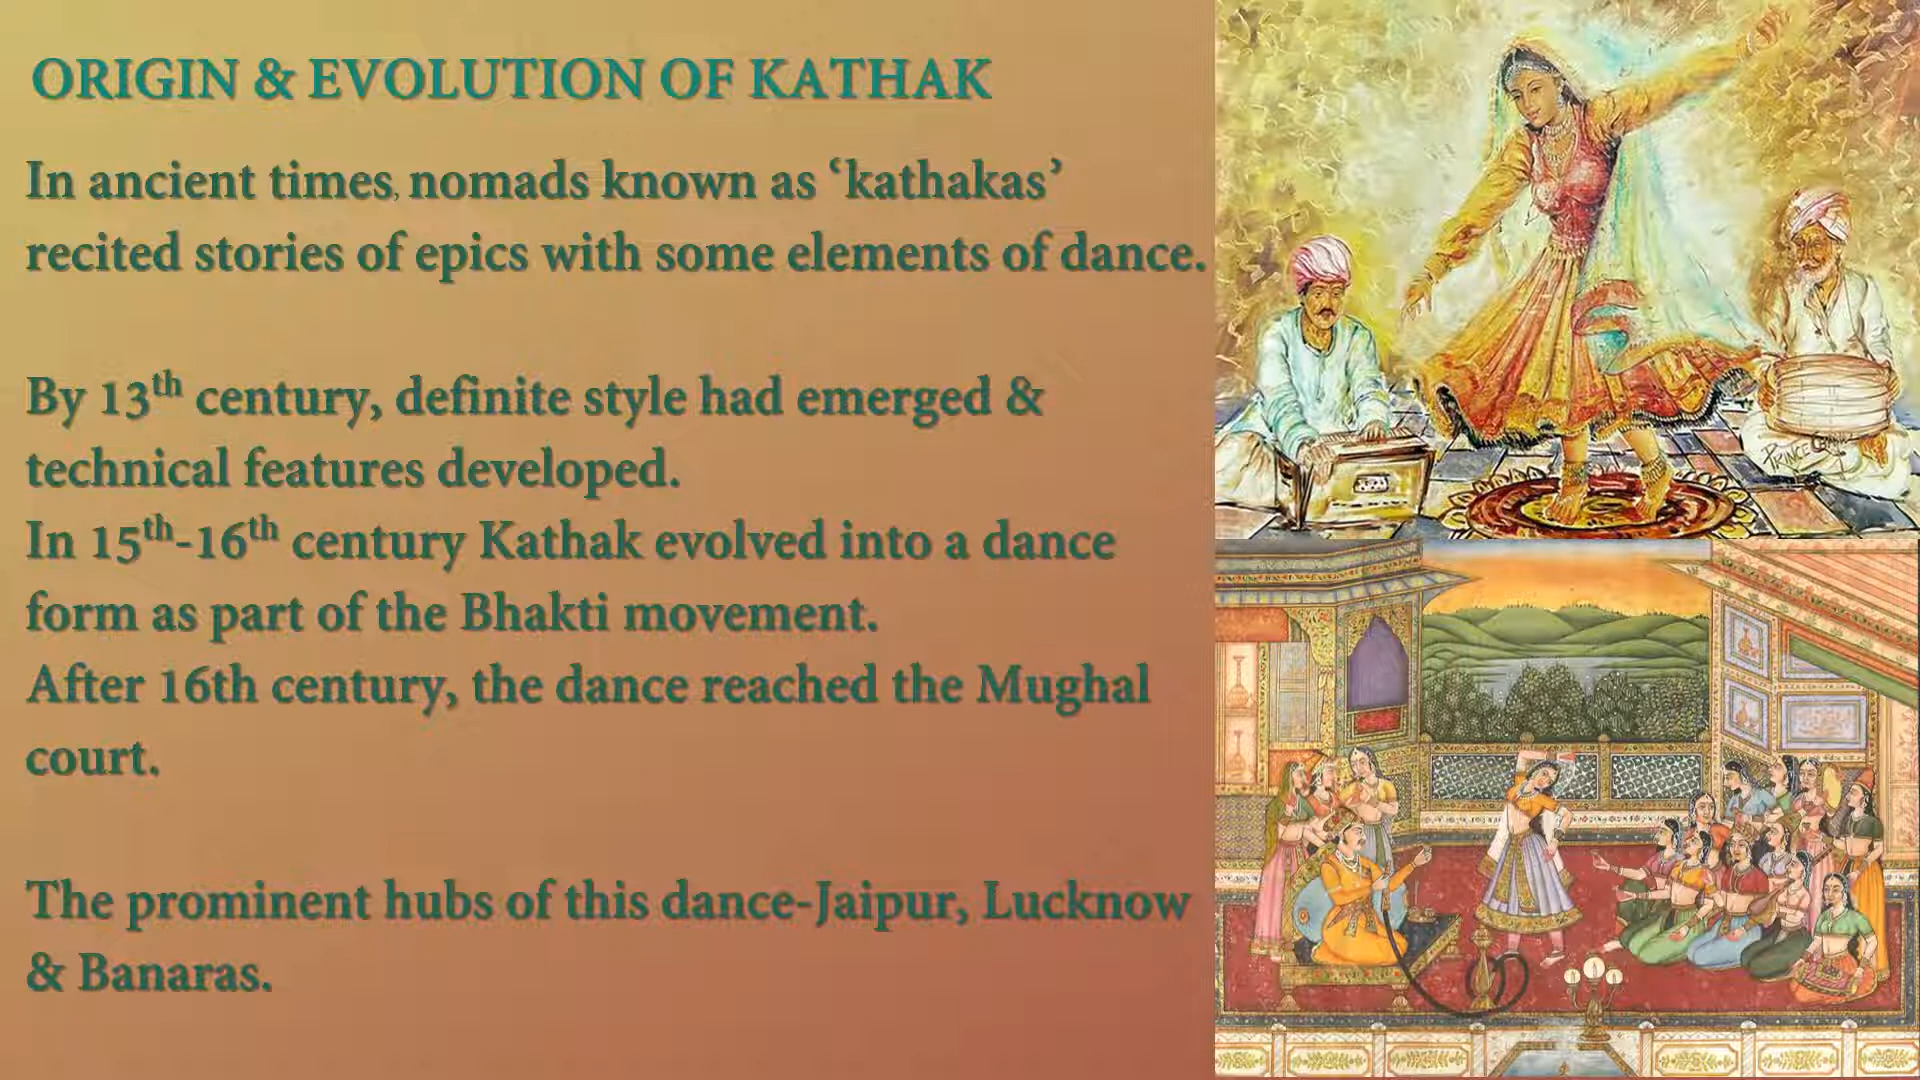 ORIGIN & EVOLUTION OF KATHAK
In ancient times, nomads known as ‘kathakas’
recited stories of epics with some elements of dance.
By 13th century, definite style had emerged &
technical features developed.
In 15th-16th century Kathak evolved into a dance
form as part of the Bhakti movement.
After 16th century, the dance reached the Mughal
court.
The prominent hubs of this dance-Jaipur, Lucknow
& Banaras.
PRINCE